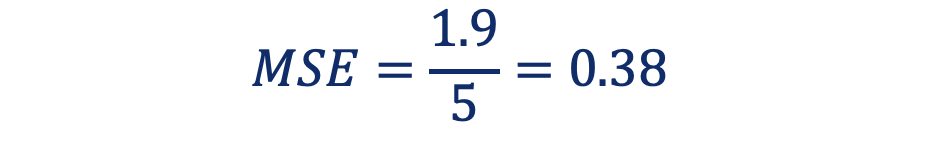 MSE = 1.9/5 = 0.38